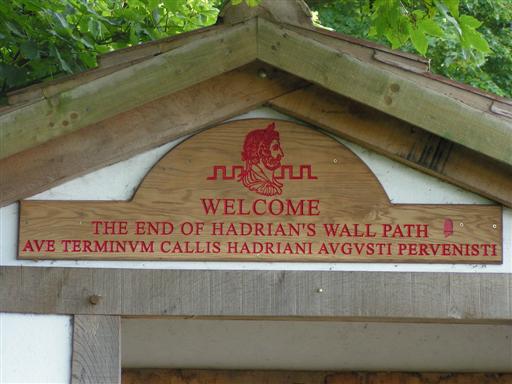 WELCOME
THE END OF HADRIAN'S WALL PATH
AVE TERMINVM CALLIS HADRIANI AVGVSTI PERVENISTI